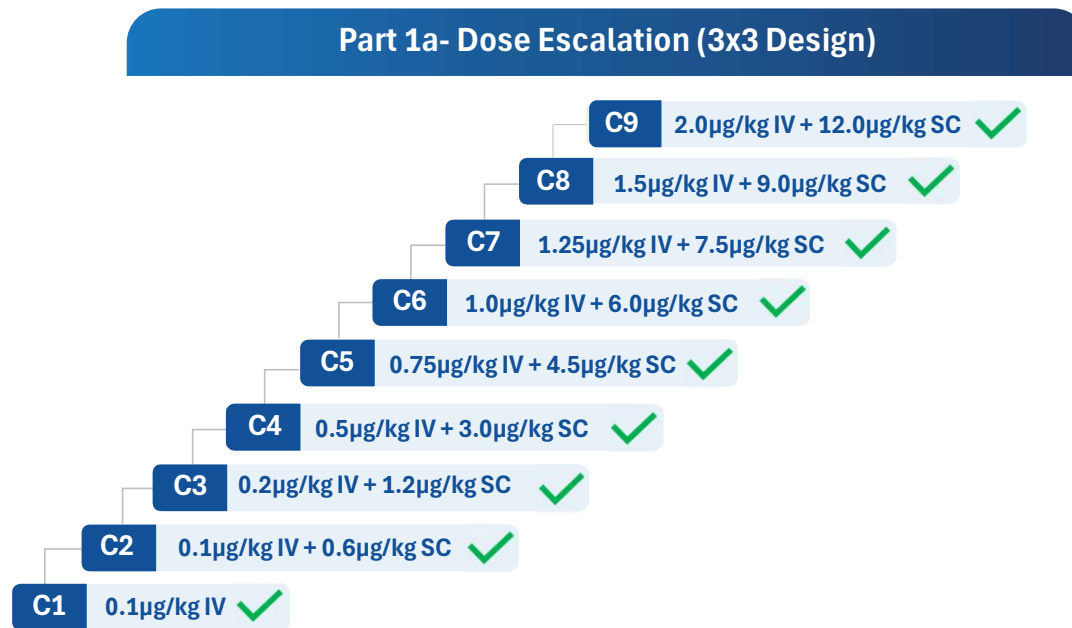 Part 1a- Dose Escalation (3x3 Design)
C9 2.0µg/kg IV + 12.0µg/kg SC
C8 1.5µg/kg IV + 9.0µg/kg SC
C7 1.25µg/kg IV + 7.5µg/kg SC
C6 1.0µg/kg IV + 6.0µg/kg SC
C5 0.75µg/kg IV + 4.5µg/kg SC
C4 0.5µg/kg IV + 3.0µg/kg SC
C3 0.2µg/kg IV + 1.2µg/kg SC
C2 0.1µg/kg IV + 0.6µg/kg SC
C1 0.1µg/kg IV